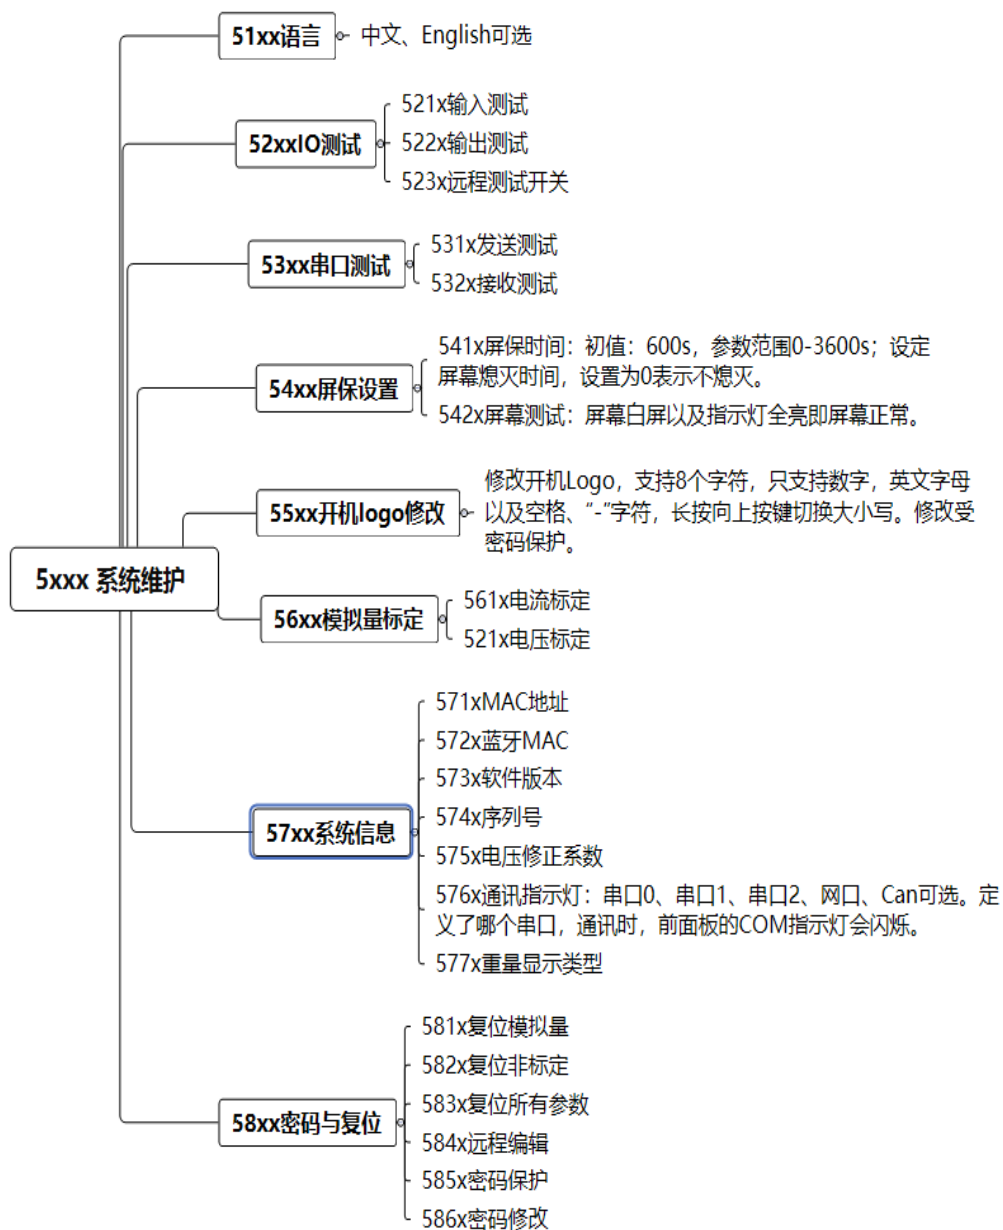 51xx语言
中文、English可选
52xxIO测试
521x输入测试
522x输出测试
523x远程测试开关
53xx串口测试
531x发送测试
532x接收测试
54xx屏保设置
541x屏保时间：初值：600s，参数范围0-3600s；设定
屏幕熄灭时间，设置为0表示不熄灭。
542x屏幕测试：屏幕白屏以及指示灯全亮即屏幕正常。
55xx开机logo修改
修改开机Logo，支持8个字符，只支持数字，英文字母
以及空格、“-”字符，长按向上按键切换大小写。修改受
密码保护。
5xxx 系统维护
56xx模拟量标定
561x电流标定
521x电压标定
57xx系统信息
571xMAC地址
572x蓝牙MAC
573x软件版本
574x序列号
575x电压修正系数
576x通讯指示灯：串口0、串口1、串口2、网口、Can可选。定
义了哪个串口，通讯时，前面板的COM指示灯会闪烁。
577x重量显示类型
58xx密码与复位
581x复位模拟量
582x复位非标定
583x复位所有参数
584x远程编辑
585x密码保护
586x密码修改